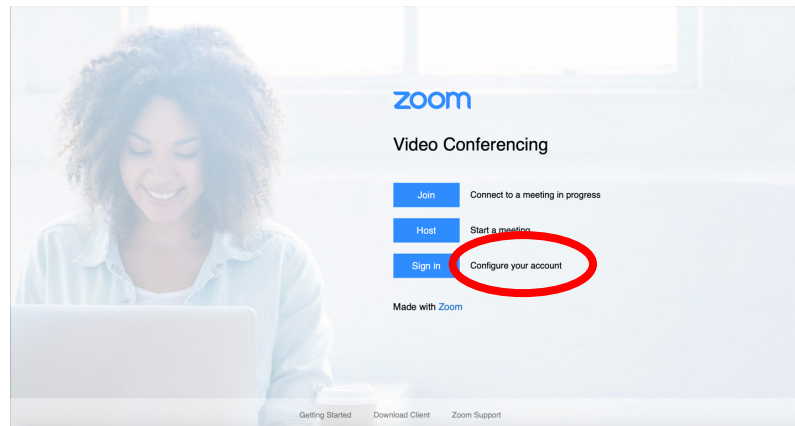 zoom
Video Conferencing
Join Connect to a meeting in progress
Host Start a meeting
Sign in Configure your account
Made with Zoom
Getting Started Download Client Zoom Support